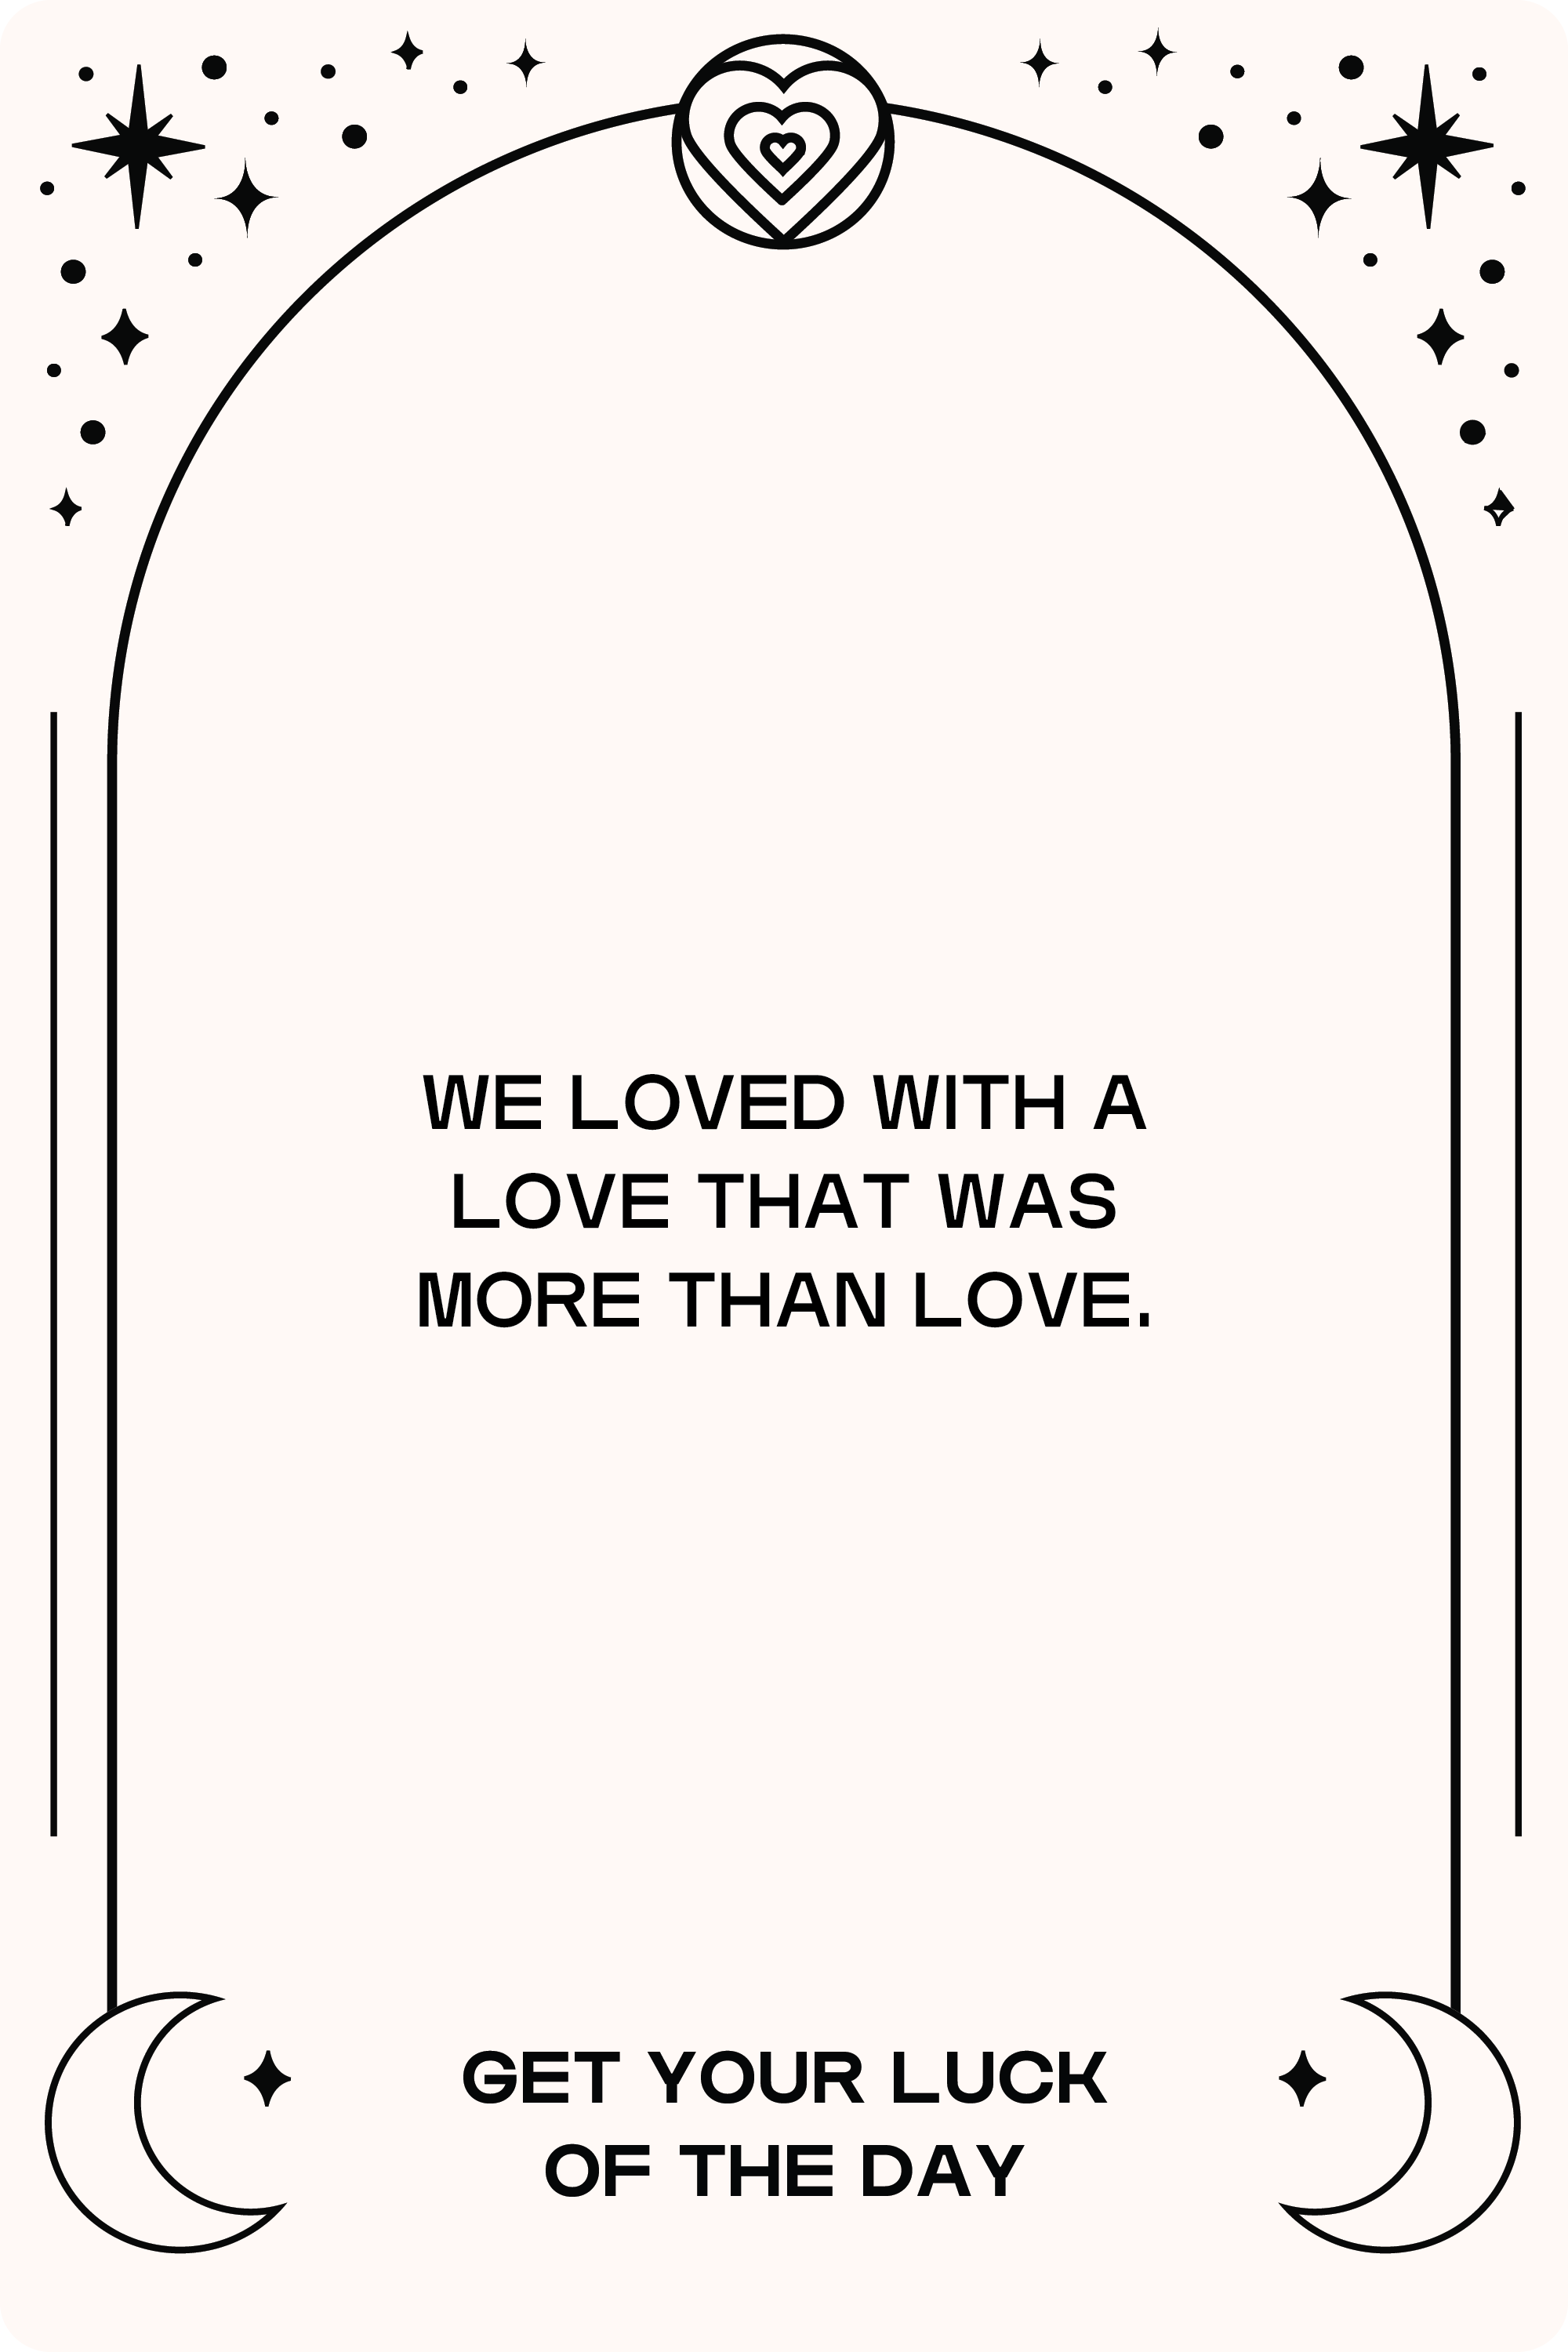 WE LOVED WITH A
LOVE THAT WAS
MORE THAN LOVE.
GET YOUR LUCK
OF THE DAY